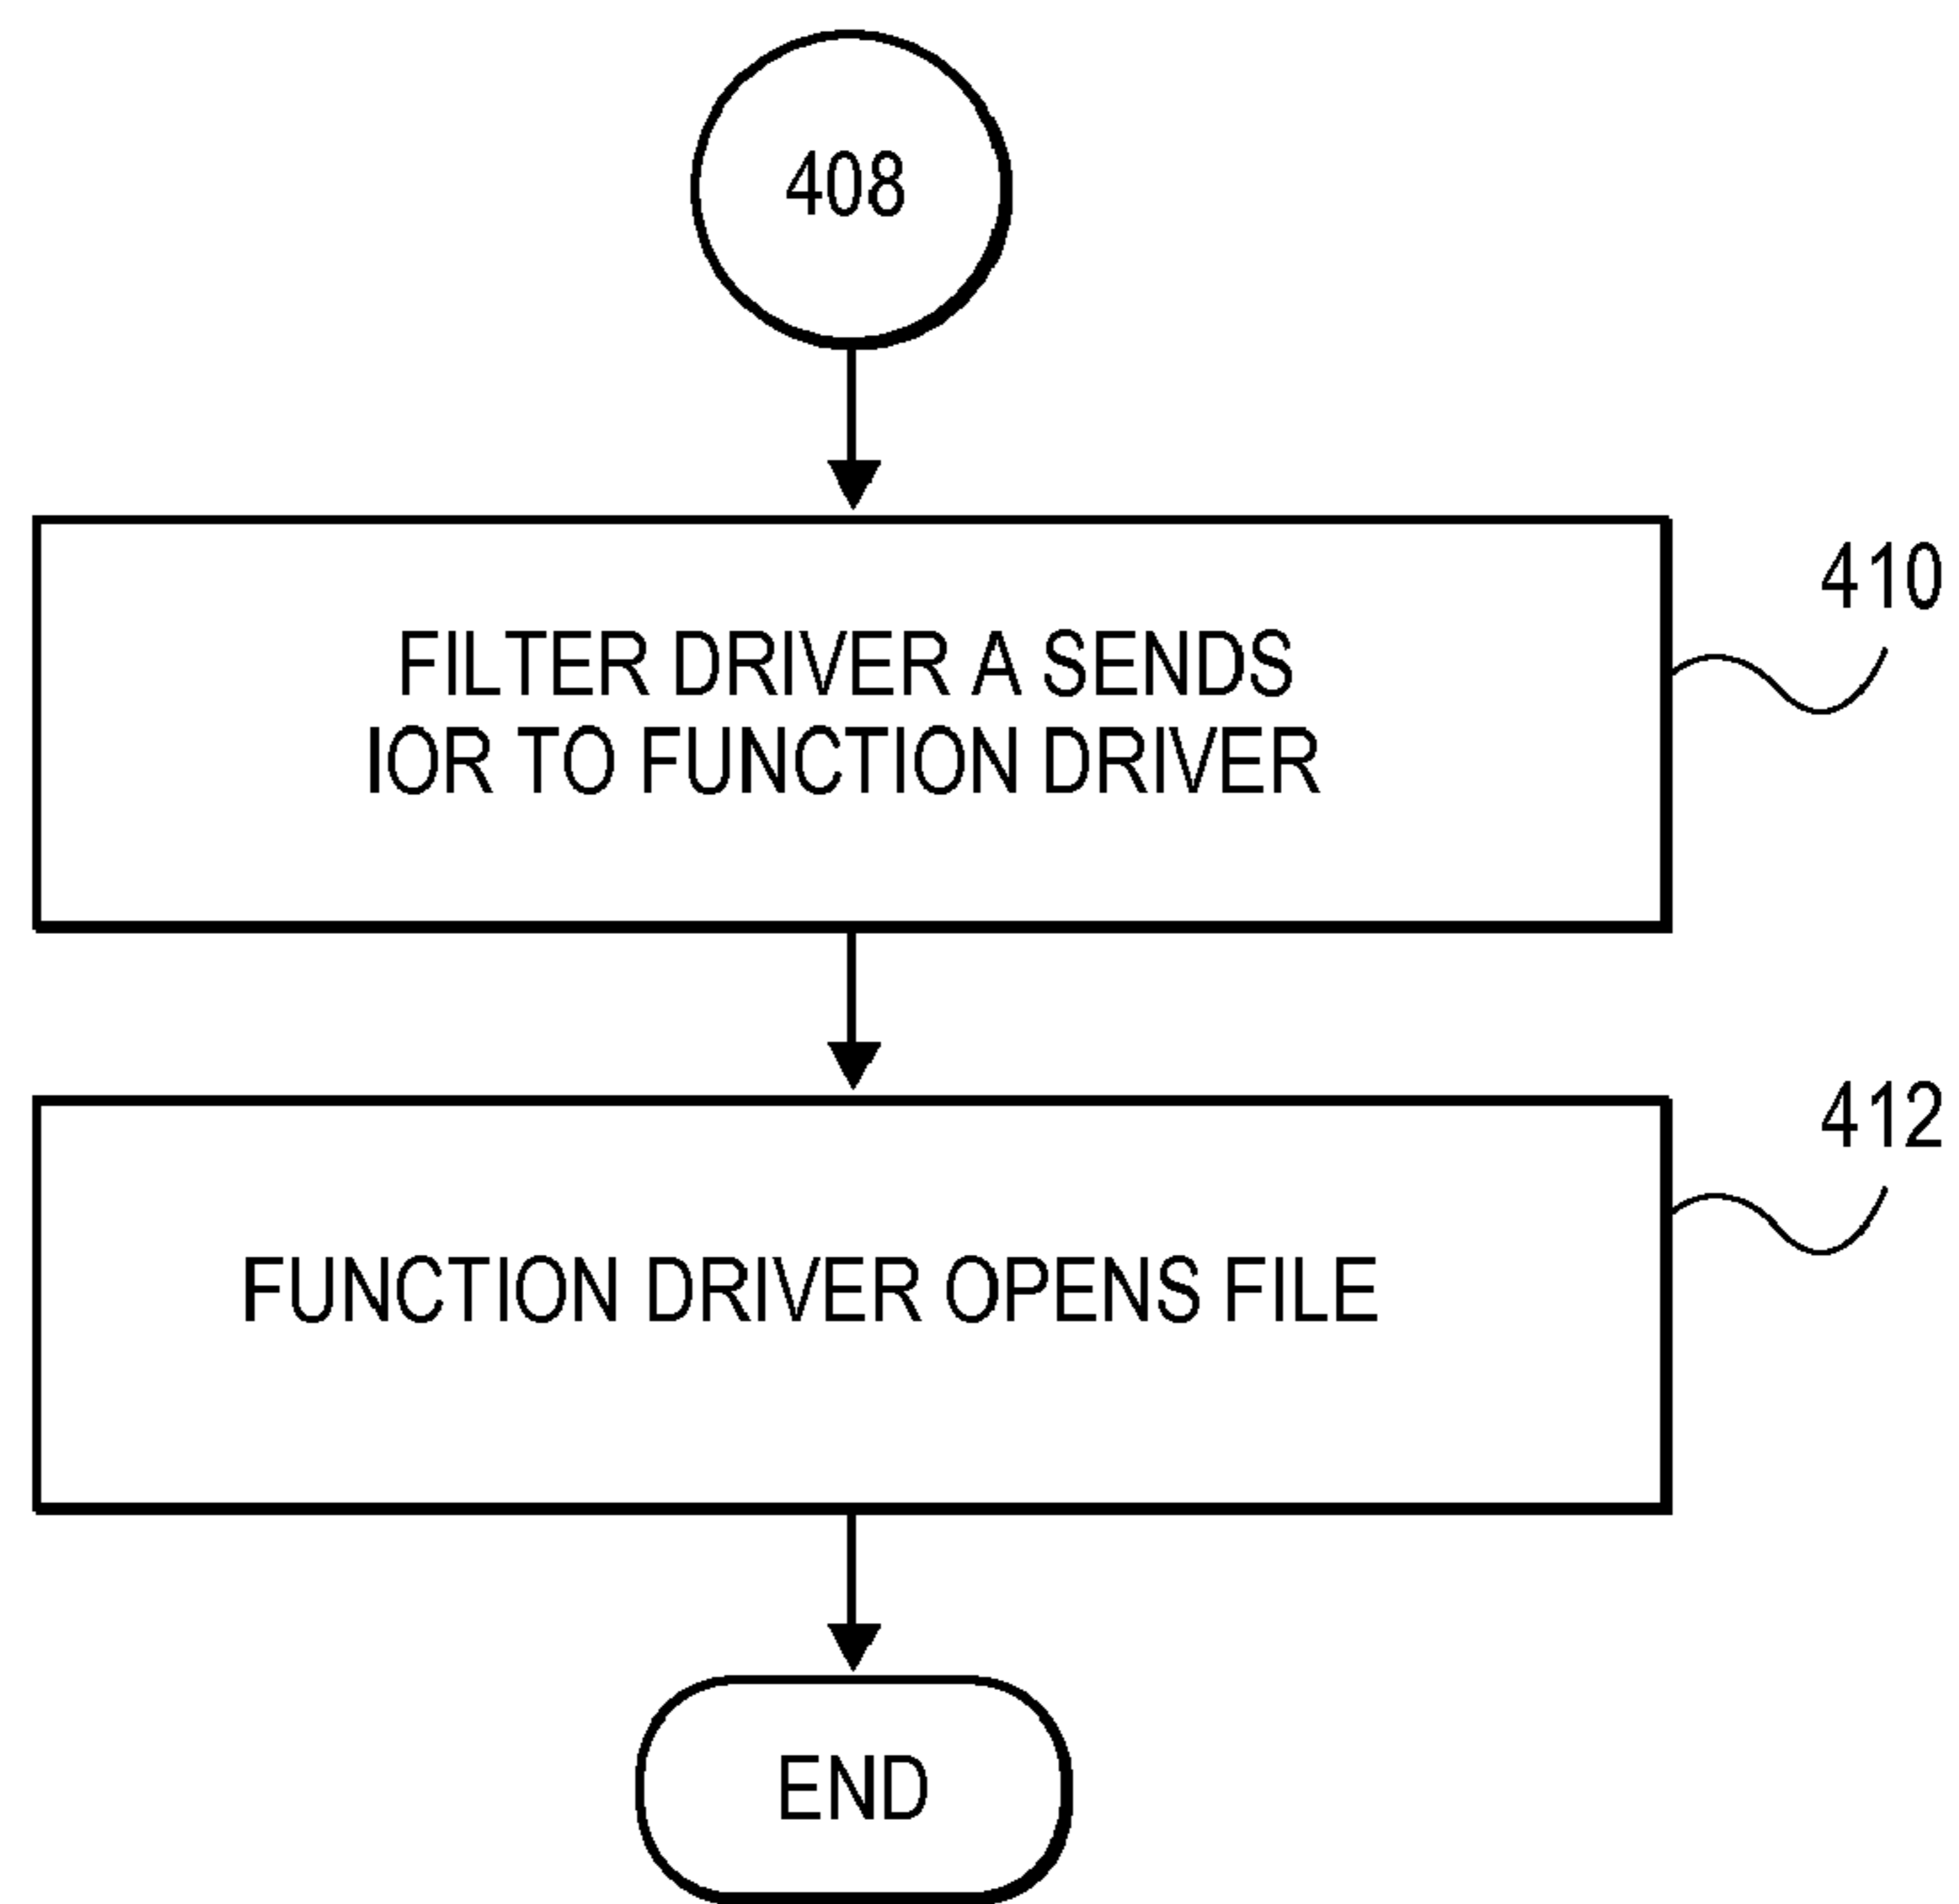 408
410
FILTER DRIVER A SENDS
IOR TO FUNCTION DRIVER
412
FUNCTION DRIVER OPENS FILE
END